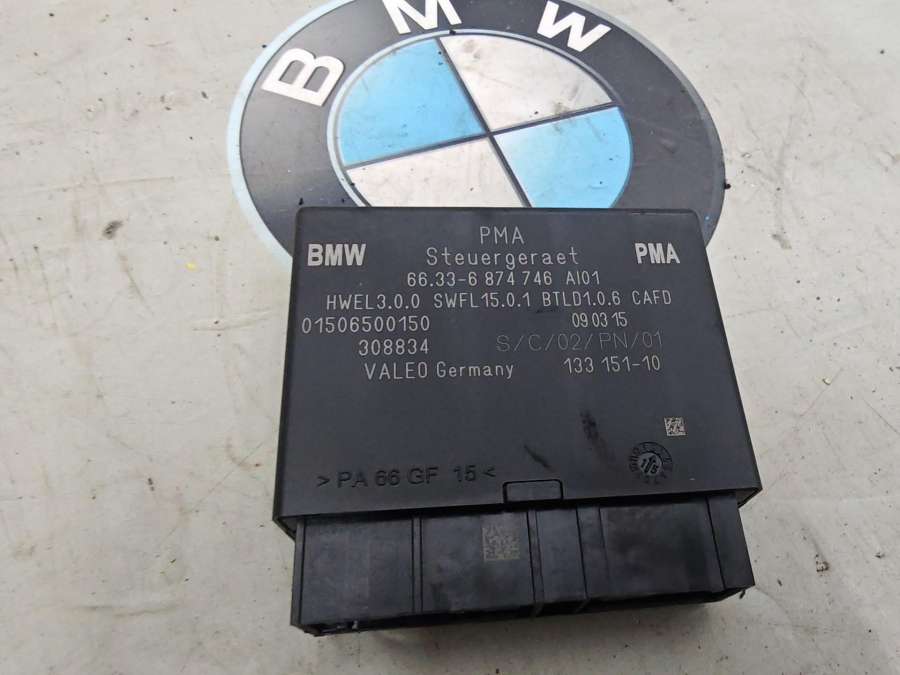 BMW
PMA
BMW Steuergeraet PMA
66.33-6 874 746 AI01
HWEL3.0.0 SWFL15.0.1 BTLD1.0.6 CAFD
01506500150 09 03 15
308834 S/C/02/PN/01
VALEO Germany 133 151-10
>PA 66 GF 15<